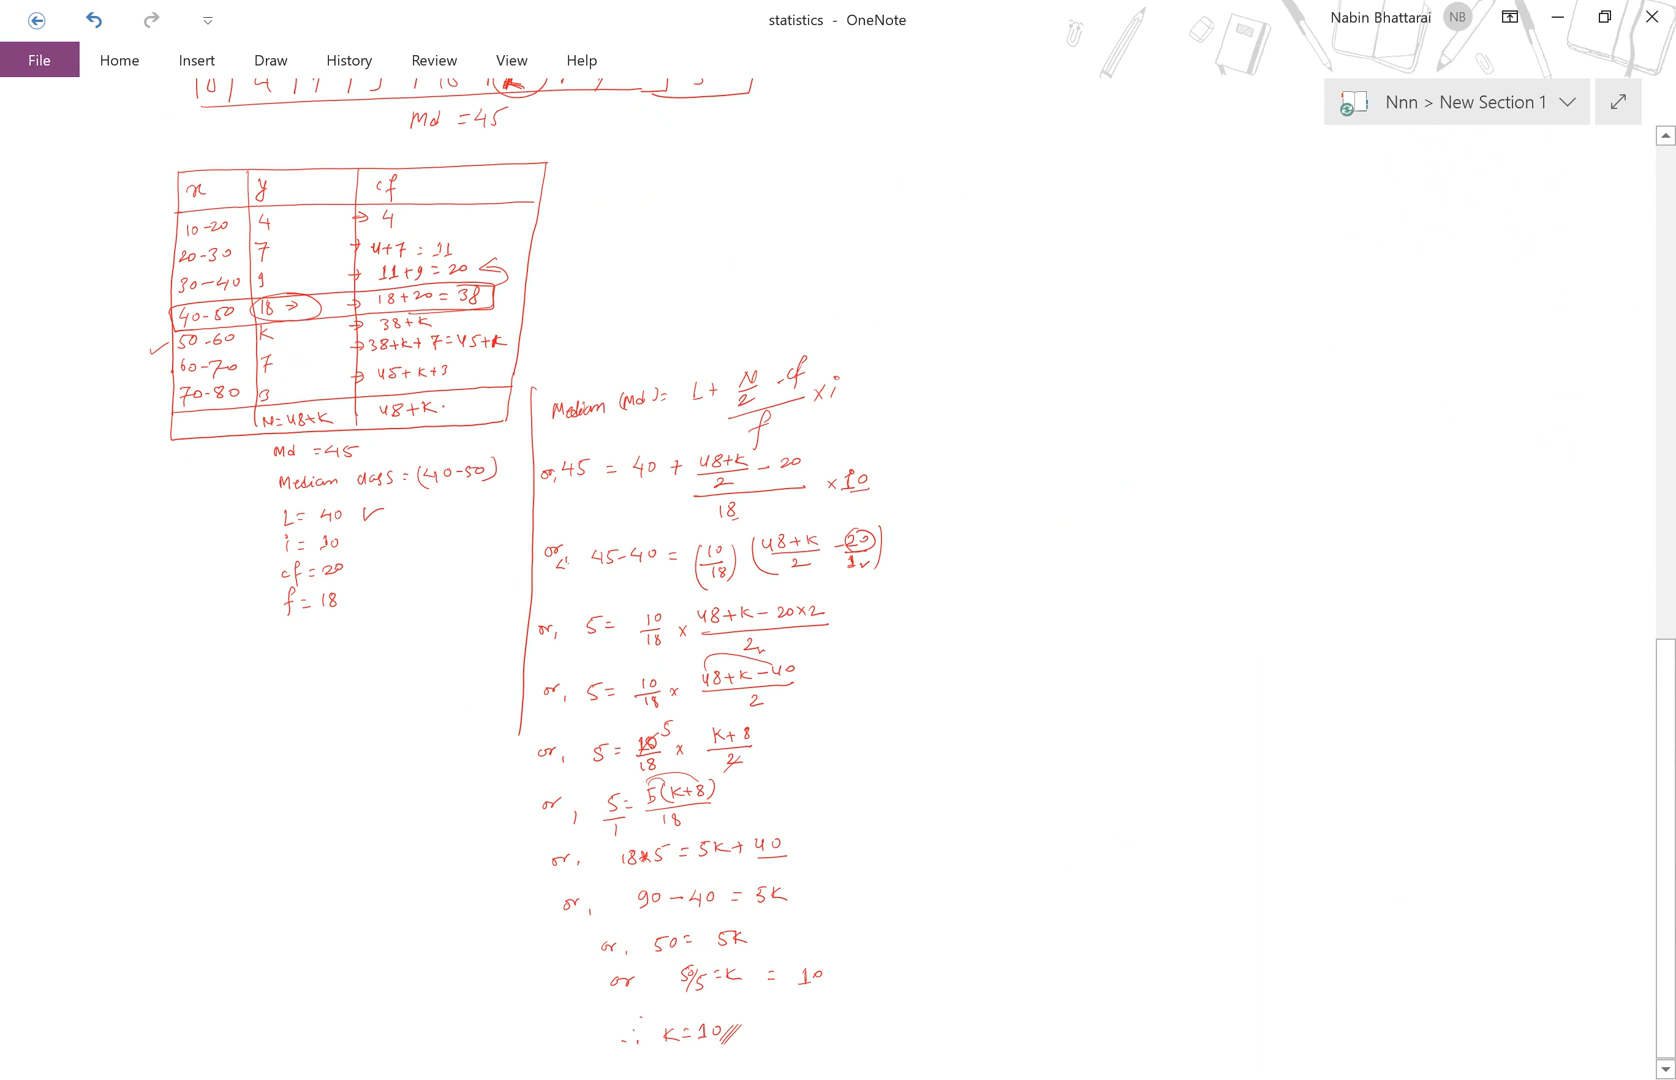 statistics - OneNote
Nabin Bhattarai NB
File Home Insert Draw History Review View Help
Nnn > New Section 1
Md = 45
x y cf
10-20 4 → 4
20-30 7 → 4+7 = 11
30-40 9 → 11+9 = 20
40-50 18 → → 18+20 = 38
50-60 K → 38+K
60-70 7 → 38+K+7=45+K
70-80 3 → 45+K+3
N=48+K 48+K.
Md = 45
Median class = (40-50)
L = 40 ✓
i = 10
cf = 20
f = 18
Median (Md) = L + (N/2 - cf)/f × i
or, 45 = 40 + ((48+K)/2 - 20)/18 × 10
or, 45-40 = (10/18) ((48+K)/2 - 20/1)
or, 5 = 10/18 × (48+K-20×2)/2
or, 5 = 10/18 × (48+K-40)/2
or, 5 = 10/18 5 × (K+8)/2
or, 5/1 = 5(K+8)/18
or, 18×5 = 5K+40
or, 90-40 = 5K
or, 50 = 5K
or 50/5 = K = 10
∴ K=10